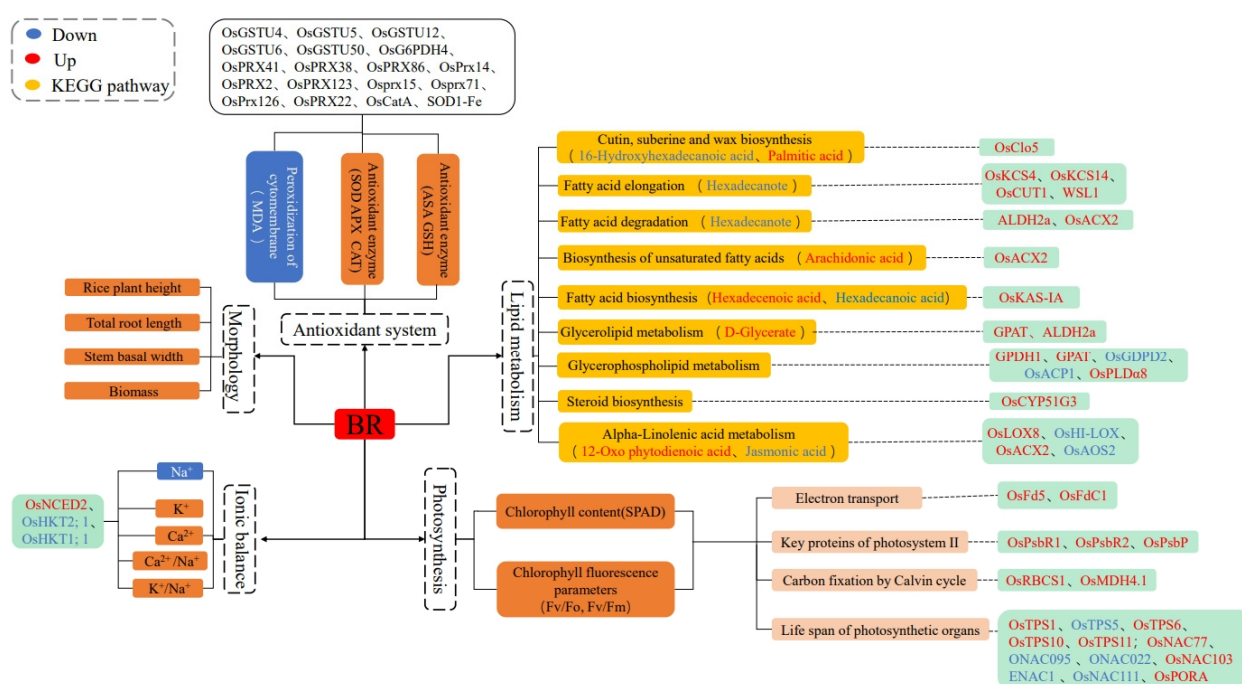 Down
Up
KEGG pathway
OsGSTU4、OsGSTU5、OsGSTU12、
OsGSTU6、OsGSTU50、OsG6PDH4、
OsPRX41、OsPRX38、OsPRX86、OsPrx14、
OsPRX2、OsPRX123、Osprx15、Osprx71、
OsPrx126、OsPRX22、OsCatA、SOD1-Fe
Peroxidization of
cytomembrane
（MDA）
Antioxidant enzyme
(SOD APX CAT)
Antioxidant enzyme
(ASA GSH)
Antioxidant system
Rice plant height
Total root length
Stem basal width
Biomass
Morphology
BR
Lipid metabolism
Cutin, suberine and wax biosynthesis
（16-Hydroxyhexadecanoic acid、Palmitic acid）
OsClo5
Fatty acid elongation （Hexadecanote）
OsKCS4、OsKCS14、
OsCUT1、WSL1
Fatty acid degradation （Hexadecanote）
ALDH2a、OsACX2
Biosynthesis of unsaturated fatty acids （Arachidonic acid）
OsACX2
Fatty acid biosynthesis （Hexadecenoic acid、Hexadecanoic acid）
OsKAS-IA
Glycerolipid metabolism （D-Glycerate）
GPAT、ALDH2a
Glycerophospholipid metabolism
GPDH1、GPAT、OsGDPD2、
OsACP1、OsPLDα8
Steroid biosynthesis
OsCYP51G3
Alpha-Linolenic acid metabolism
（12-Oxo phytodienoic acid、Jasmonic acid）
OsLOX8、OsHI-LOX、
OsACX2、OsAOS2
OsNCED2、
OsHKT2; 1、
OsHKT1; 1
Na⁺
K⁺
Ca²⁺
Ca²⁺/Na⁺
K⁺/Na⁺
Ionic balance
Photosynthesis
Chlorophyll content(SPAD)
Chlorophyll fluorescence
parameters
(Fv/Fo, Fv/Fm)
Electron transport
OsFd5、OsFdC1
Key proteins of photosystem II
OsPsbR1、OsPsbR2、OsPsbP
Carbon fixation by Calvin cycle
OsRBCS1、OsMDH4.1
Life span of photosynthetic organs
OsTPS1、OsTPS5、OsTPS6、
OsTPS10、OsTPS11; OsNAC77、
ONAC095 、ONAC022、OsNAC103
ENAC1 、OsNAC111、OsPORA